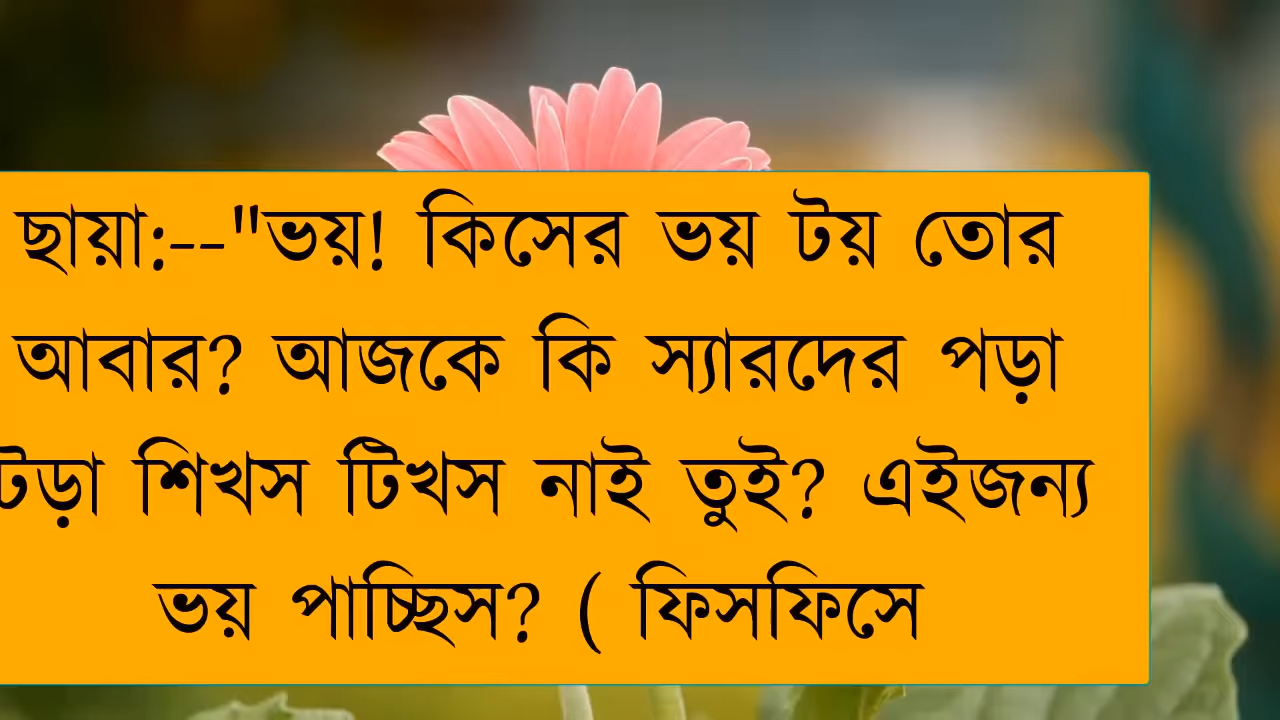 ছায়া:--"ভয়! কিসের ভয় টয় তোর
আবার? আজকে কি স্যারদের পড়া
টড়া শিখস টিখস নাই তুই? এইজন্য
ভয় পাচ্ছিস? ( ফিসফিসে